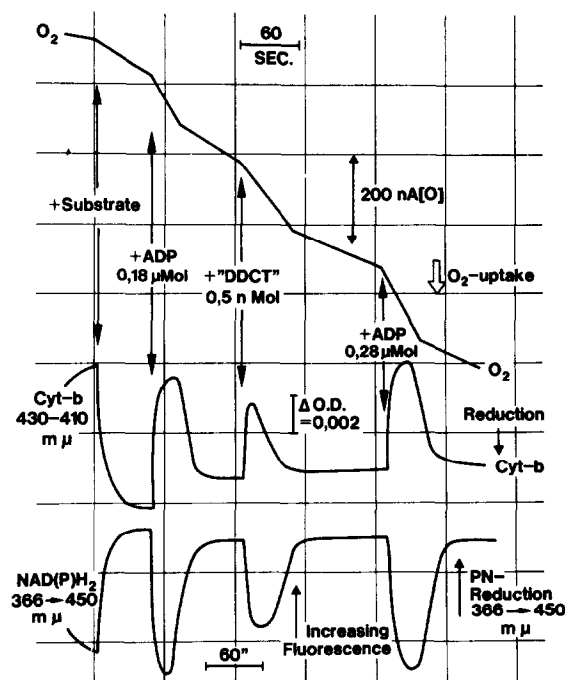 O2
60
SEC.
+Substrate
200 nA[O]
+ADP
0,18 µMol
+"DDCT"
0,5 n Mol
O2-uptake
+ADP
0,28 µMol
O2
Cyt-b
430-410
m µ
Δ O.D.
=0,002
Reduction
Cyt-b
NAD(P)H2
366→450
m µ
60"
Increasing
Fluorescence
PN-
Reduction
366→450
m µ